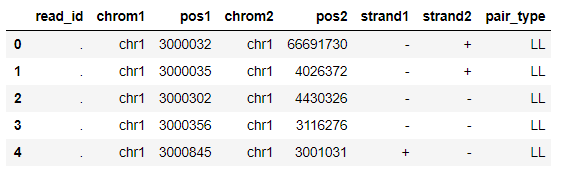 read_id chrom1 pos1 chrom2 pos2 strand1 strand2 pair_type
0 . chr1 3000032 chr1 66691730 - + LL
1 . chr1 3000035 chr1 4026372 - + LL
2 . chr1 3000302 chr1 4430326 - - LL
3 . chr1 3000356 chr1 3116276 - - LL
4 . chr1 3000845 chr1 3001031 + - LL